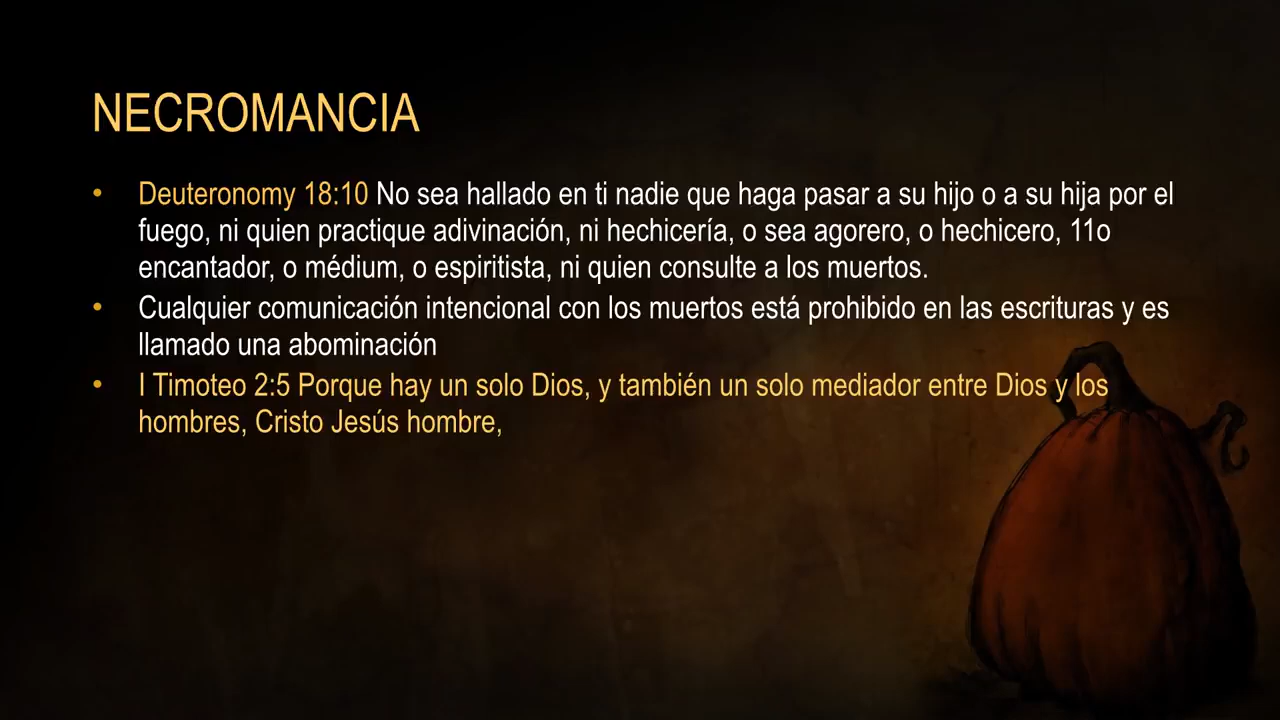 NECROMANCIA
• Deuteronomy 18:10 No sea hallado en ti nadie que haga pasar a su hijo o a su hija por el
fuego, ni quien practique adivinación, ni hechicería, o sea agorero, o hechicero, 11o
encantador, o médium, o espiritista, ni quien consulte a los muertos.
• Cualquier comunicación intencional con los muertos está prohibido en las escrituras y es
llamado una abominación
• I Timoteo 2:5 Porque hay un solo Dios, y también un solo mediador entre Dios y los
hombres, Cristo Jesús hombre,